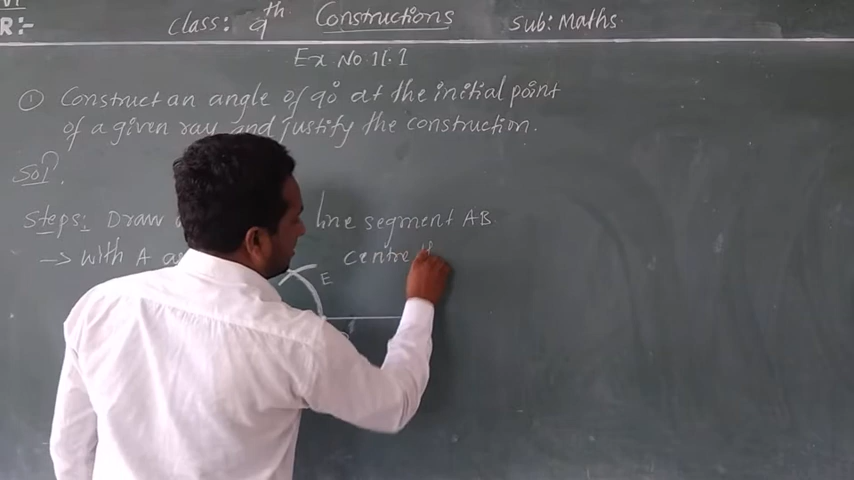 R:-
Class: 9th Constructions Sub: Maths
Ex. No. 11.1
① Construct an angle of 90° at the initial point
of a given ray and justify the construction.
Sol?
Steps: Draw line segment AB
-> With A as centre
E